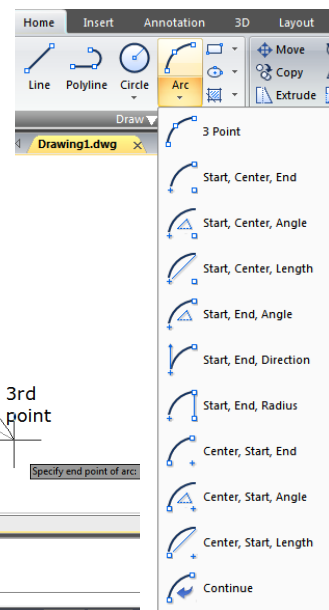 Home Insert Annotation 3D Layout
Move
Copy
Line Polyline Circle Arc Extrude
Draw
Drawing1.dwg
3 Point
Start, Center, End
Start, Center, Angle
Start, Center, Length
Start, End, Angle
Start, End, Direction
Start, End, Radius
Center, Start, End
Center, Start, Angle
Center, Start, Length
Continue
3rd
point
Specify end point of arc: